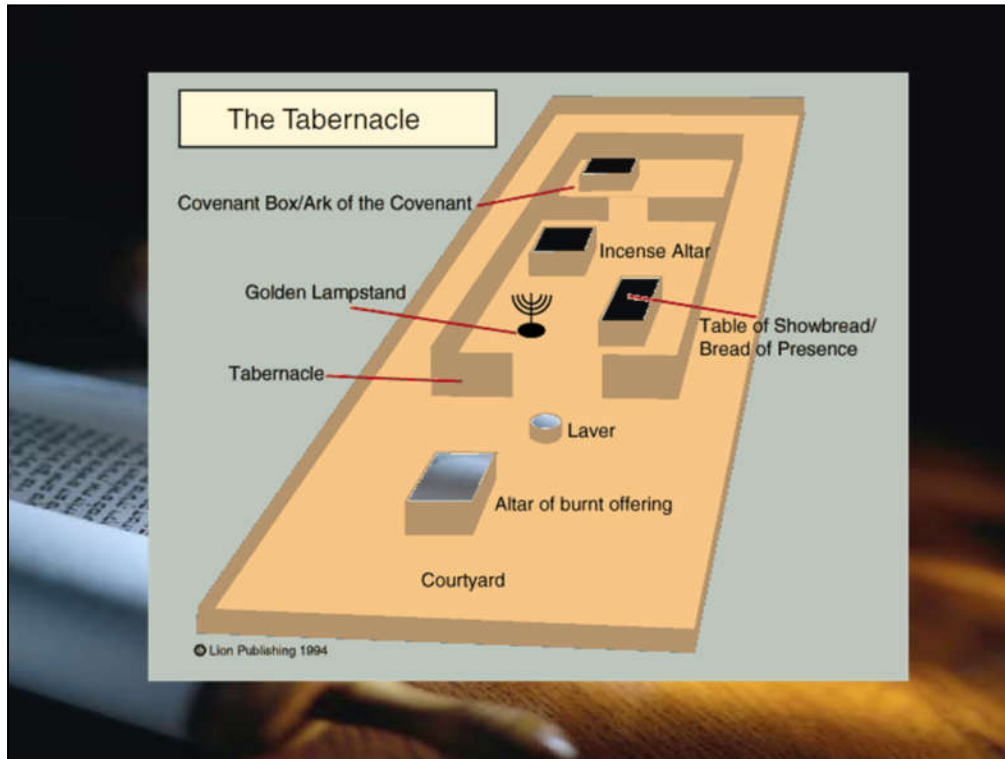 The Tabernacle
Covenant Box/Ark of the Covenant
Incense Altar
Golden Lampstand
Table of Showbread/
Bread of Presence
Tabernacle
Laver
Altar of burnt offering
Courtyard
© Lion Publishing 1994